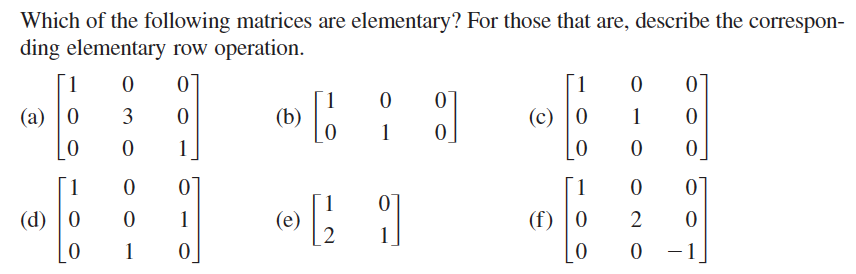 Which of the following matrices are elementary? For those that are, describe the correspon-
ding elementary row operation.
(a) [1 0 0; 0 3 0; 0 0 1] (b) [1 0 0; 0 1 0] (c) [1 0 0; 0 1 0; 0 0 0]
(d) [1 0 0; 0 0 1; 0 1 0] (e) [1 0; 2 1] (f) [1 0 0; 0 2 0; 0 0 −1]